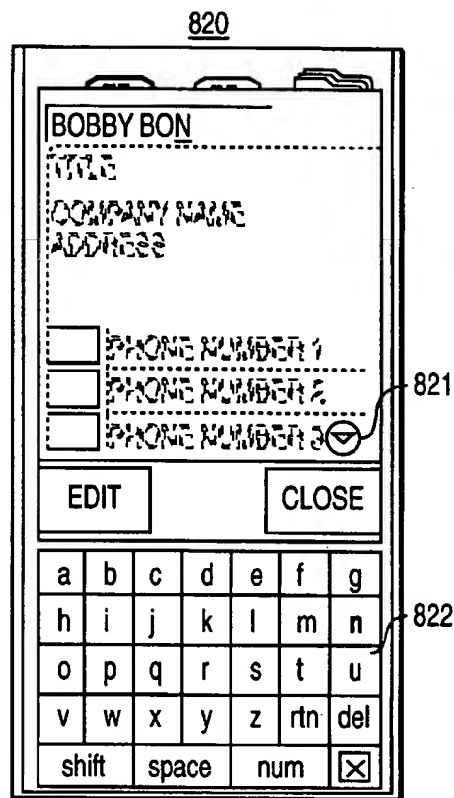 820
BOBBY BON
TITLE
COMPANY NAME
ADDRESS
PHONE NUMBER 1
PHONE NUMBER 2
PHONE NUMBER 3
821
EDIT CLOSE
a b c d e f g
h i j k l m n
822
o p q r s t u
v w x y z rtn del
shift space num